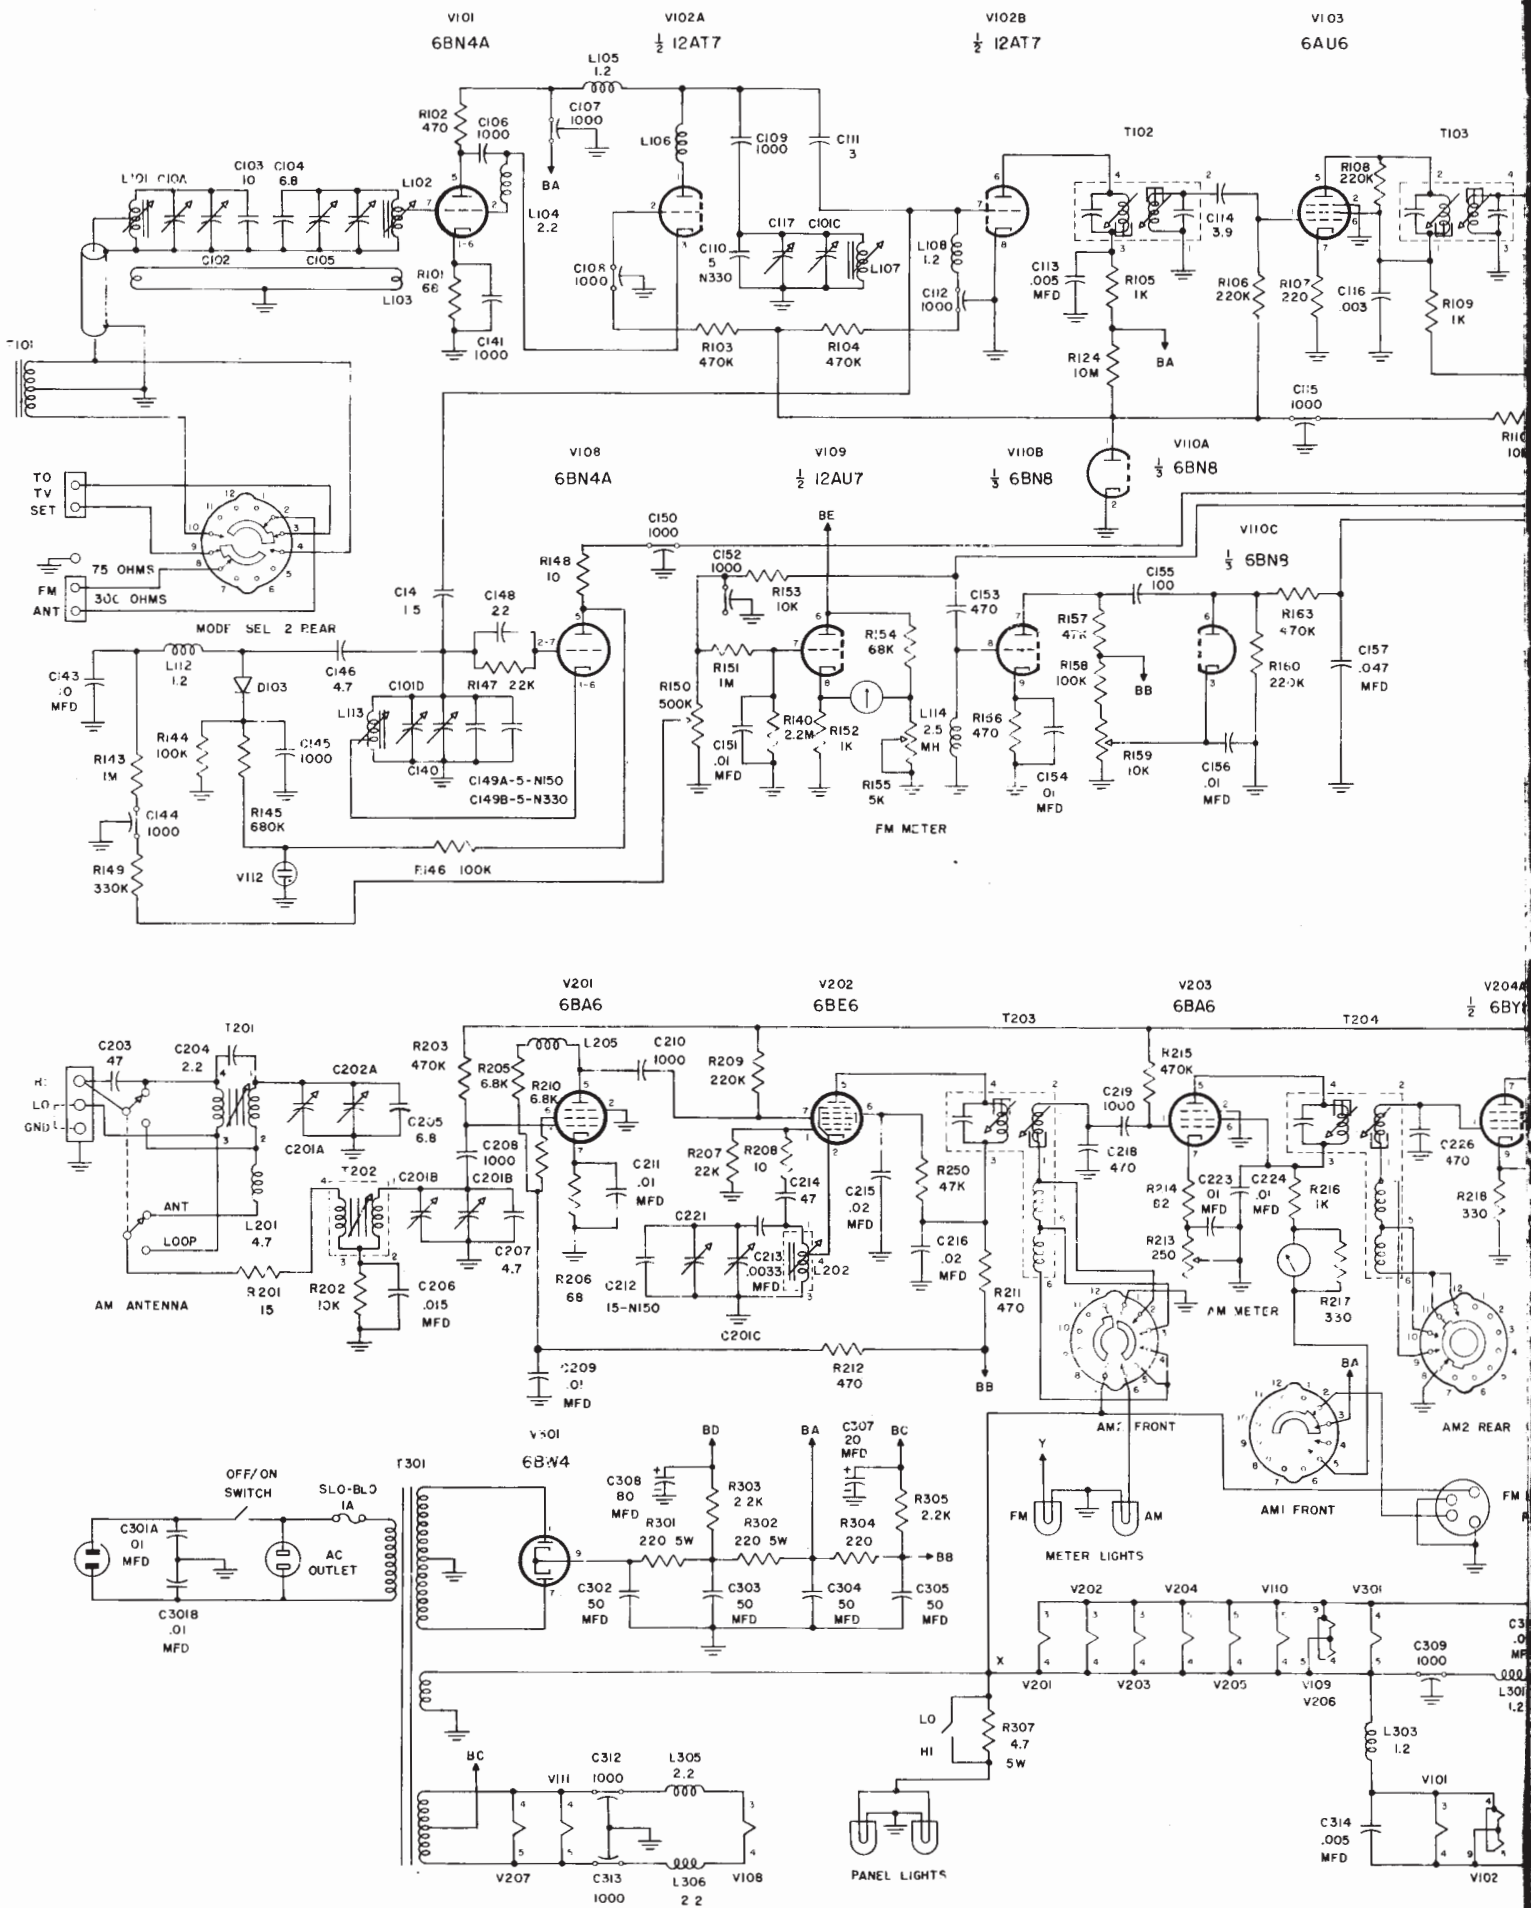 V101 V102A V102B V103
6BN4A ½ 12AT7 ½ 12AT7 6AU6
L105
1.2
R102
470
C106
1000
C107
1000
L106
C109
1000
C111
3
T102
T103
R108
220K
BA
L101 C103 C104
10 6.8
L102
L104
2.2
C102 C105
L103
R101
68
C141
1000
C108
1000
C110
5
N330
C117 C101C
L107
L108
1.2
C112
1000
C113
.005
MFD
R105
1K
C114
3.9
R106
220K
R107
220
C116
.003
R109
1K
R103
470K
R104
470K
R124
10M
BA
C115
1000
T101
V108 V109 V110B V110A
6BN4A ½ 12AU7 ⅓ 6BN8 ⅓ 6BN8
V110C
⅓ 6BN8
TO
TV
SET
75 OHMS
FM
ANT
300 OHMS
MODE SEL 2 REAR
C150
1000
R148
10
BE
C152
1000
R153
10K
C153
470
C155
100
R157
47K
R163
470K
C148
22
C14
1.5
R147 22K
R151
1M
R154
68K
R158
100K
BB
R160
220K
C157
.047
MFD
C143
10
MFD
L112
1.2
D103
C146
4.7
C101D
L113
R150
500K
C151
.01
MFD
R140
2.2M
R152
1K
L114
2.5
MH
R156
470
C154
.01
MFD
R159
10K
C156
.01
MFD
R155
5K
FM METER
R143
1M
R144
100K
C145
1000
C140
C149A-5-N150
C149B-5-N330
C144
1000
R145
680K
R149
330K
V112
R146 100K
V201 V202 V203 V204A
6BA6 6BE6 6BA6 ½ 6BY
T201 T203 T204
C203
47
C204
2.2
C202A
R203
470K
R205
6.8K
L205
R210
6.8K
C210
1000
R209
220K
C219
1000
R215
470K
HI
LO
GND
C201A
C205
6.8
C208
1000
C211
.01
MFD
R207
22K
R208
10
C214
47
C215
.02
MFD
R250
47K
C218
470
R214
82
C223
.01
MFD
C224
.01
MFD
R216
1K
C226
470
R218
330
T202
C201B C201B
ANT
LOOP
L201
4.7
R201
15
R202
10K
C206
.015
MFD
C207
4.7
R206
68
C212
15-N150
C221
C213
.0033
MFD
L202
C201C
C216
.02
MFD
R211
470
R213
250
AM METER
R217
330
AM ANTENNA
C209
.01
MFD
R212
470
BB
AM2 FRONT
BA
AM1 FRONT
AM2 REAR
V301
6BW4
T301
OFF/ON
SWITCH
SLO-BLO
1A
C301A
.01
MFD
AC
OUTLET
C301B
.01
MFD
C308
80
MFD
BD
R303
2.2K
BA
C307
20
MFD
BC
R305
2.2K
R301
220 5W
R302
220 5W
R304
220
BB
C302
50
MFD
C303
50
MFD
C304
50
MFD
C305
50
MFD
Y
FM
AM
METER LIGHTS
FM
V202 V204 V110 V301
X
V201 V203 V205 V109
V206
C309
1000
L301
1.2
LO
HI
R307
4.7
5W
L303
1.2
V101
C314
.005
MFD
V102
PANEL LIGHTS
BC
V111
C312
1000
L305
2.2
V207
C313
1000
L306
2.2
V108